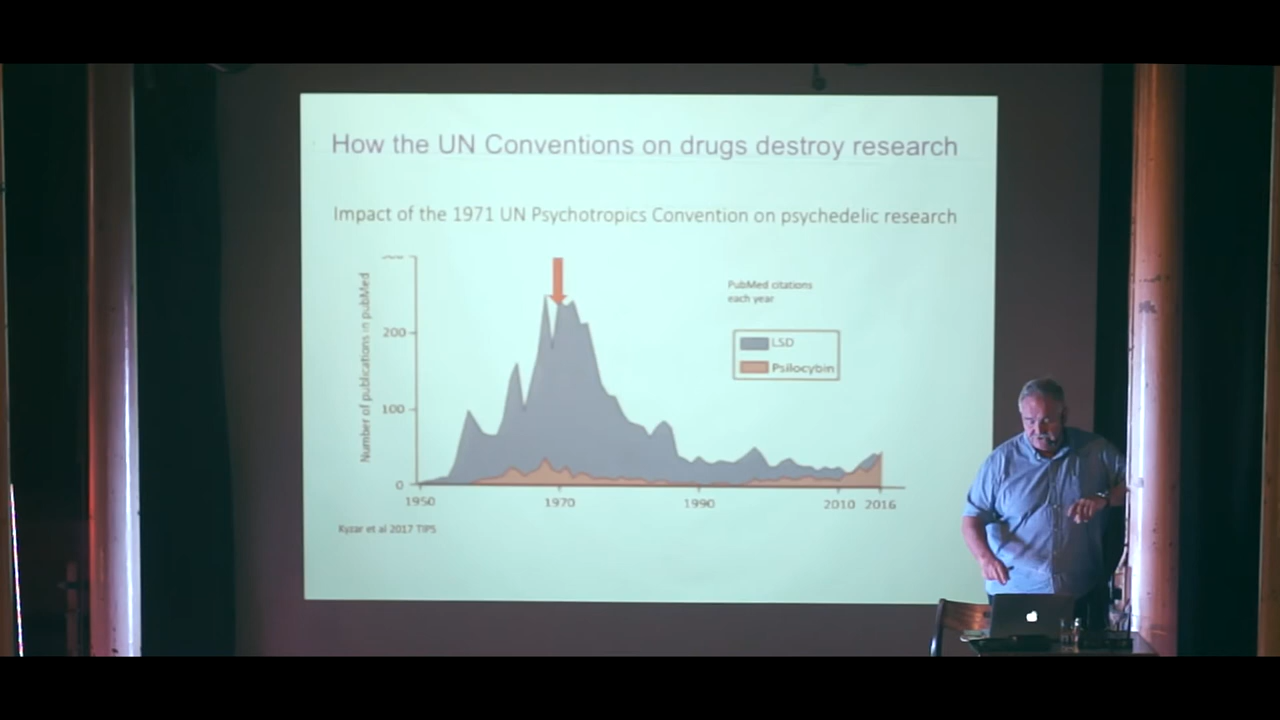 How the UN Conventions on drugs destroy research
Impact of the 1971 UN Psychotropics Convention on psychedelic research
Number of publications in pubMed
200
100
0
1950
1970
1990
2010
2016
PubMed citations
each year
LSD
Psilocybin
Kyzar et al 2017 TIPS